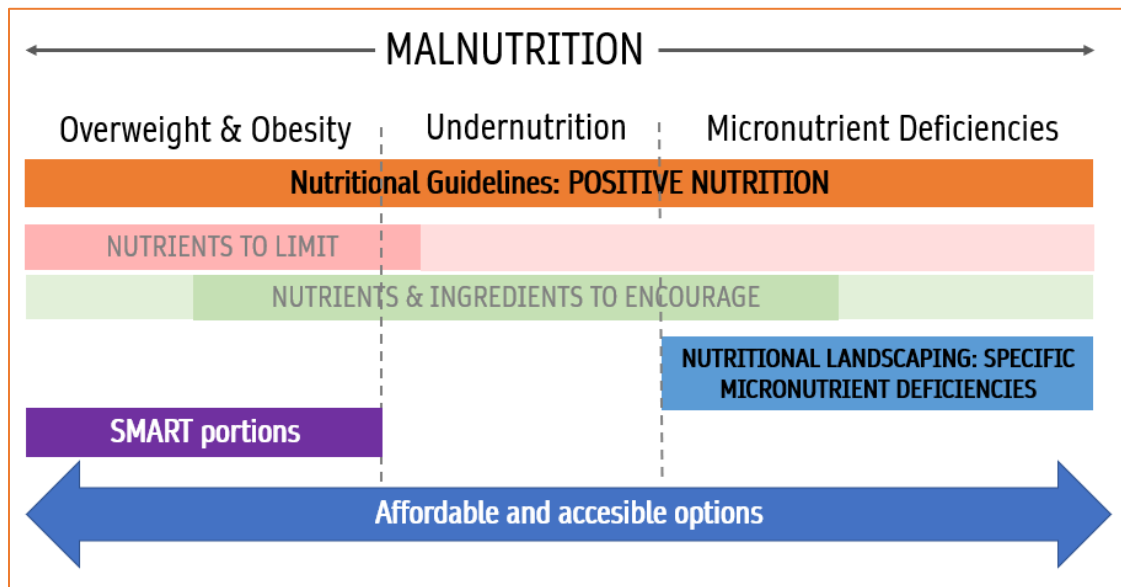 MALNUTRITION
Overweight & Obesity
Undernutrition
Micronutrient Deficiencies
Nutritional Guidelines: POSITIVE NUTRITION
NUTRIENTS TO LIMIT
NUTRIENTS & INGREDIENTS TO ENCOURAGE
NUTRITIONAL LANDSCAPING: SPECIFIC
MICRONUTRIENT DEFICIENCIES
SMART portions
Affordable and accesible options